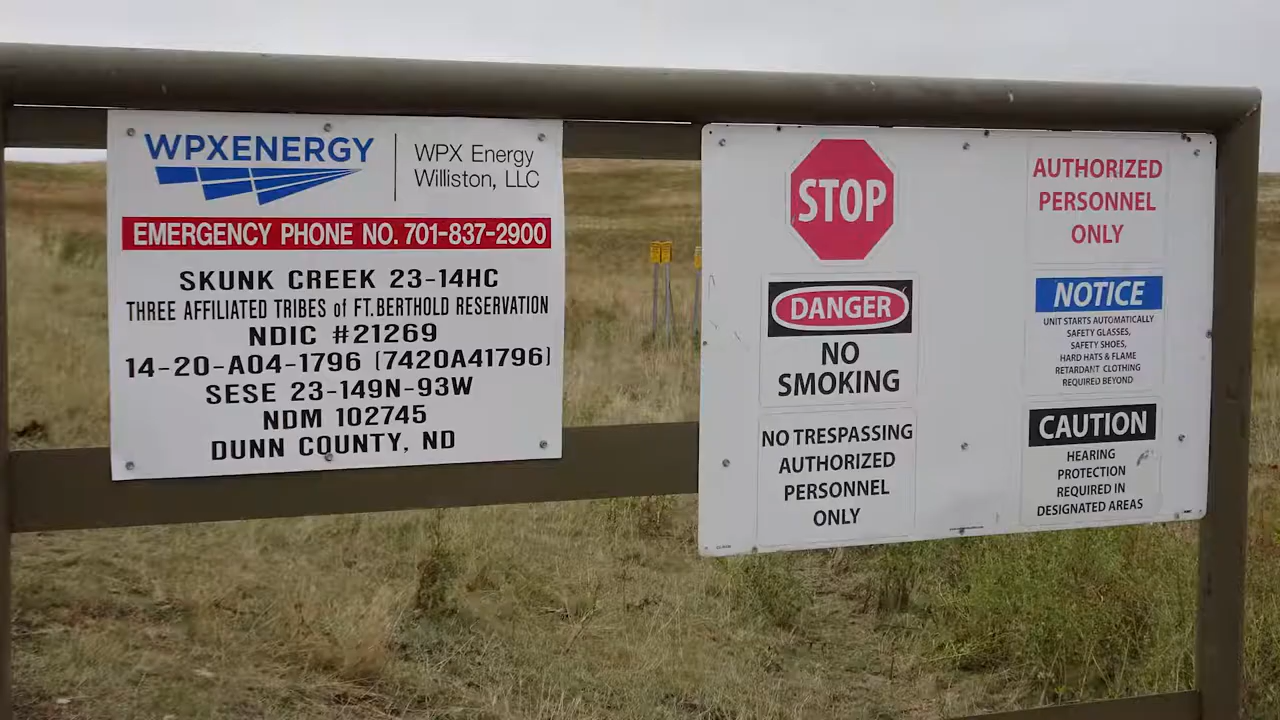 WPXENERGY
WPX Energy
Williston, LLC
EMERGENCY PHONE NO. 701-837-2900
SKUNK CREEK 23-14HC
THREE AFFILIATED TRIBES of FT.BERTHOLD RESERVATION
NDIC #21269
14-20-A04-1796 (7420A41796)
SESE 23-149N-93W
NDM 102745
DUNN COUNTY, ND
STOP
DANGER
NO
SMOKING
NO TRESPASSING
AUTHORIZED
PERSONNEL
ONLY
AUTHORIZED
PERSONNEL
ONLY
NOTICE
UNIT STARTS AUTOMATICALLY
SAFETY GLASSES,
SAFETY SHOES,
HARD HATS & FLAME
RETARDANT CLOTHING
REQUIRED BEYOND
CAUTION
HEARING
PROTECTION
REQUIRED IN
DESIGNATED AREAS